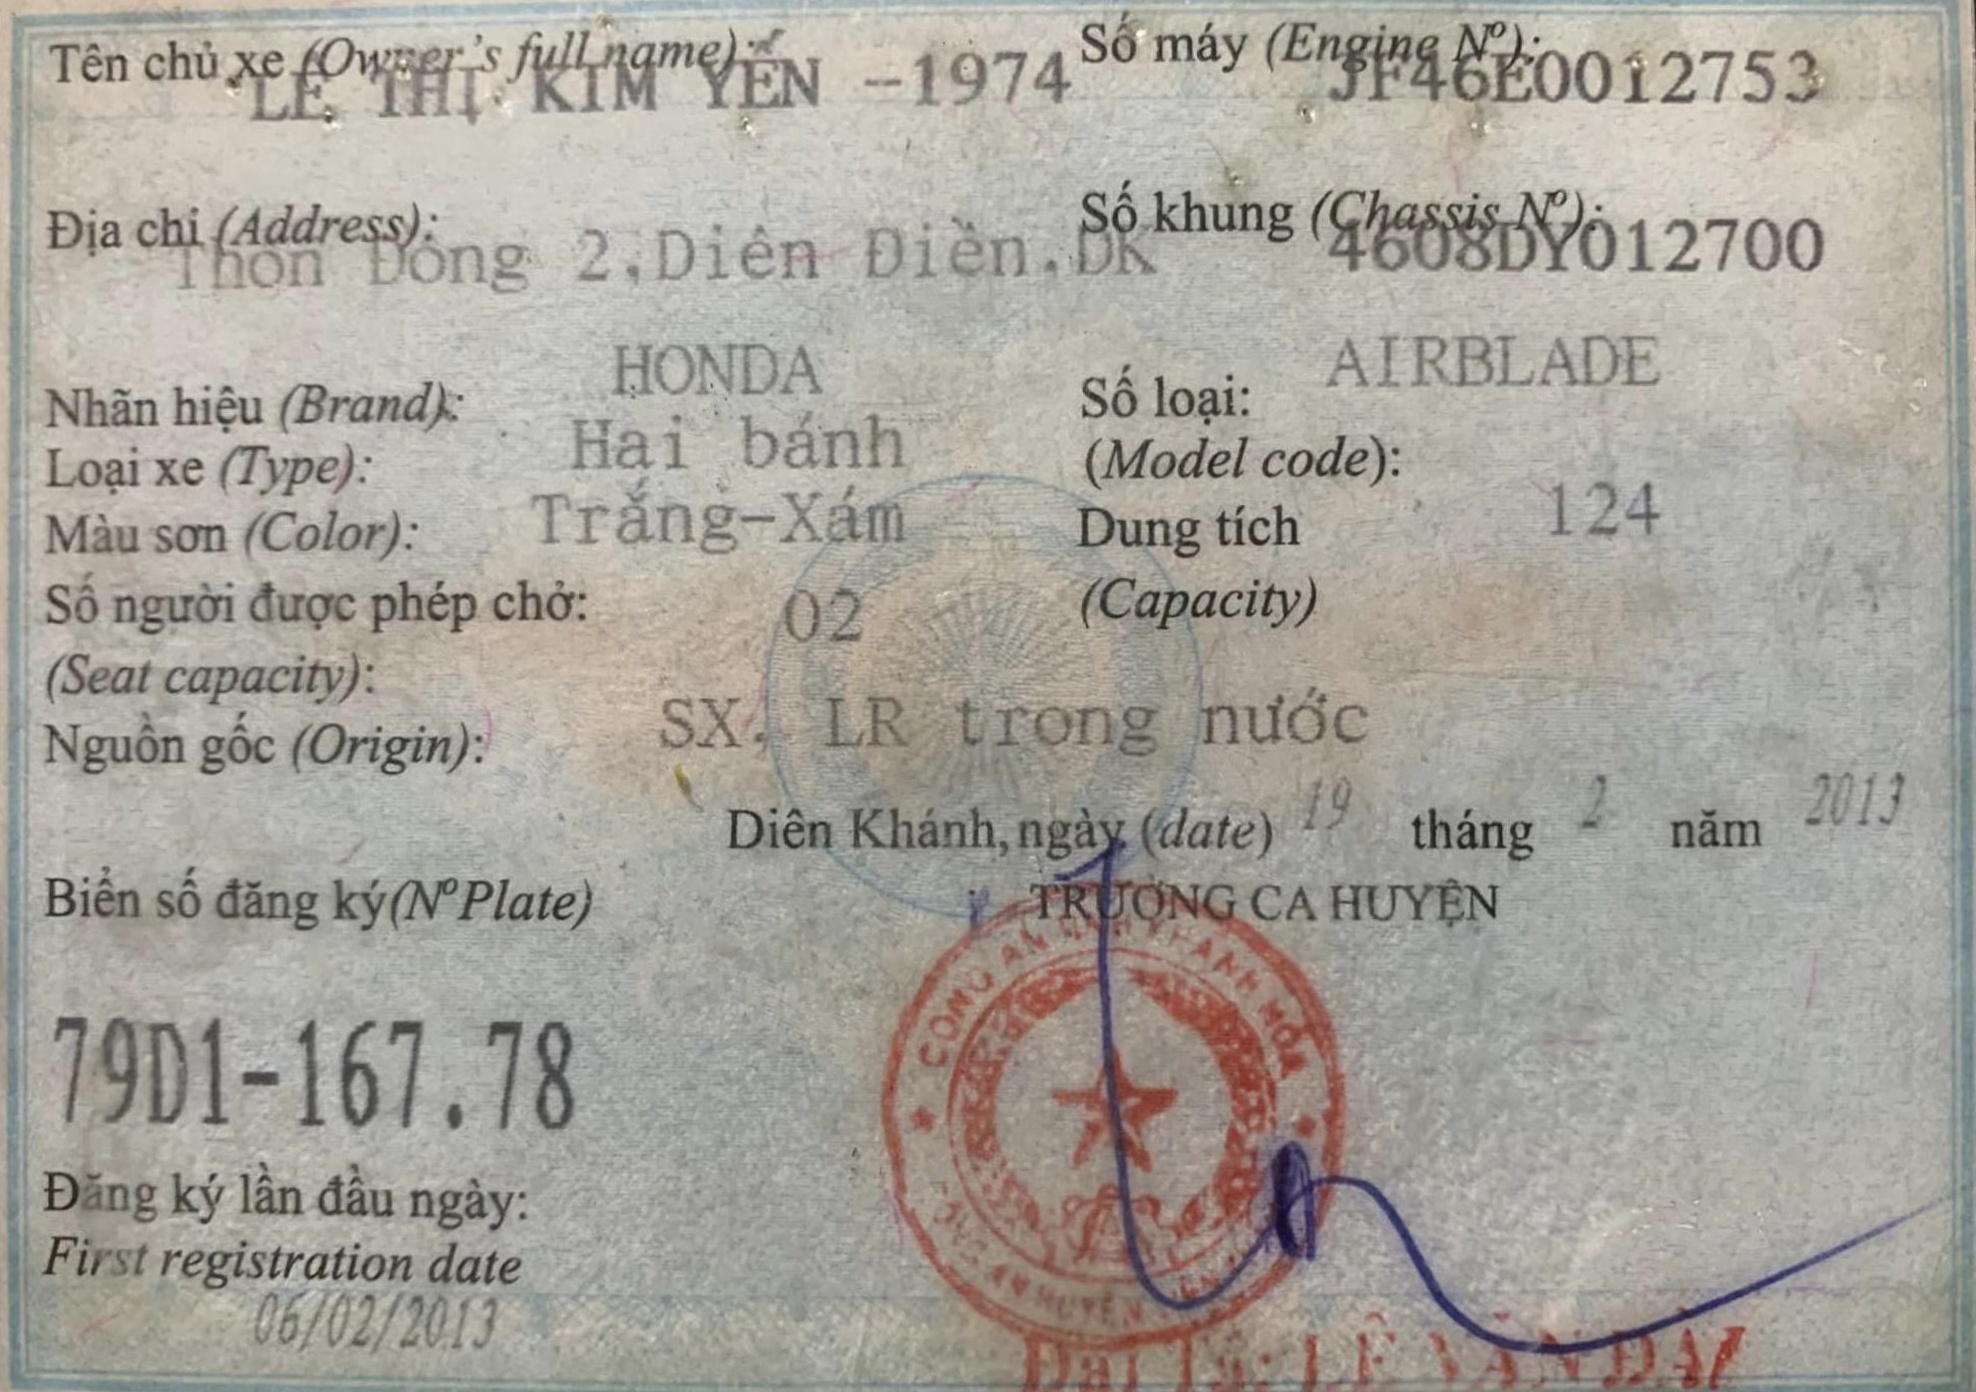 Tên chủ xe (Owner's full name):
LÊ THỊ KIM YẾN -1974
Số máy (Engine Nº):
JF46E0012753
Địa chỉ (Address):
Thôn Đông 2,Diên Điền.DK
Số khung (Chassis Nº):
4608DY012700
Nhãn hiệu (Brand): HONDA
Số loại: AIRBLADE
(Model code):
Loại xe (Type): Hai bánh
Màu sơn (Color): Trắng-Xám
Dung tích 124
(Capacity)
Số người được phép chở: 02
(Seat capacity):
Nguồn gốc (Origin): SX, LR trong nước
Diên Khánh, ngày (date) 19 tháng 2 năm 2013
Biển số đăng ký(NºPlate)
TRƯỞNG CA HUYỆN
79D1-167.78
CÔNG AN TỈNH KHÁNH HÒA
CÔNG AN HUYỆN
Đăng ký lần đầu ngày:
First registration date
06/02/2013
Đại Tá: LÊ VĂN